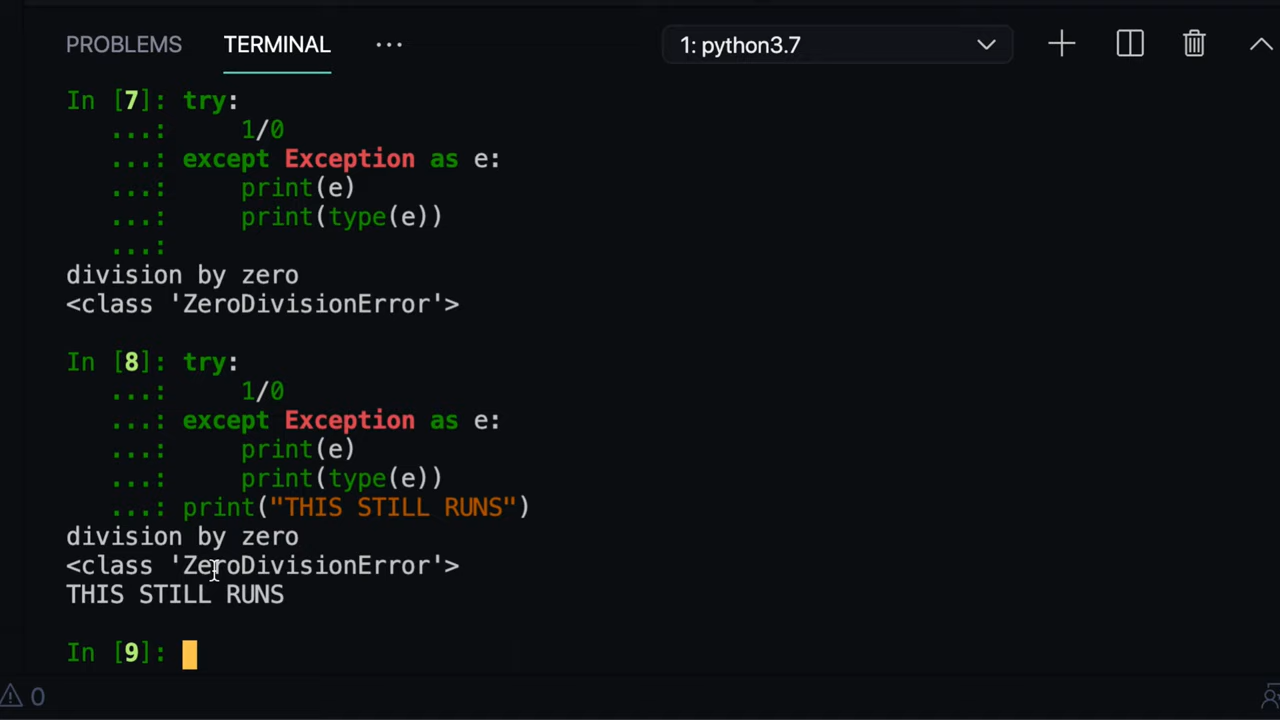 PROBLEMS TERMINAL ... 1: python3.7
In [7]: try:
   ...:     1/0
   ...: except Exception as e:
   ...:     print(e)
   ...:     print(type(e))
   ...:
division by zero
<class 'ZeroDivisionError'>
In [8]: try:
   ...:     1/0
   ...: except Exception as e:
   ...:     print(e)
   ...:     print(type(e))
   ...: print("THIS STILL RUNS")
division by zero
<class 'ZeroDivisionError'>
THIS STILL RUNS
In [9]:
0